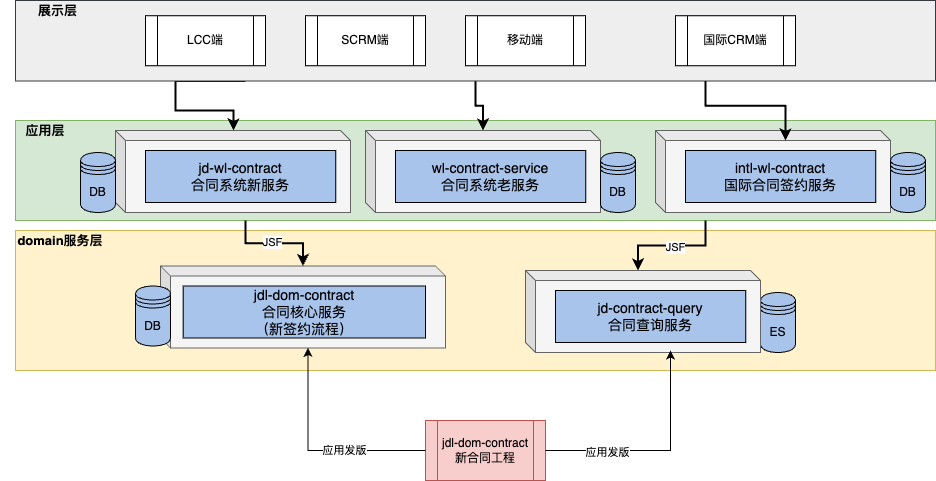 展示层
LCC端
SCRM端
移动端
国际CRM端
应用层
DB
jd-wl-contract
合同系统新服务
wl-contract-service
合同系统老服务
DB
intl-wl-contract
国际合同签约服务
DB
JSF
JSF
domain服务层
DB
jdl-dom-contract
合同核心服务
(新签约流程)
jd-contract-query
合同查询服务
ES
应用发版
jdl-dom-contract
新合同工程
应用发版